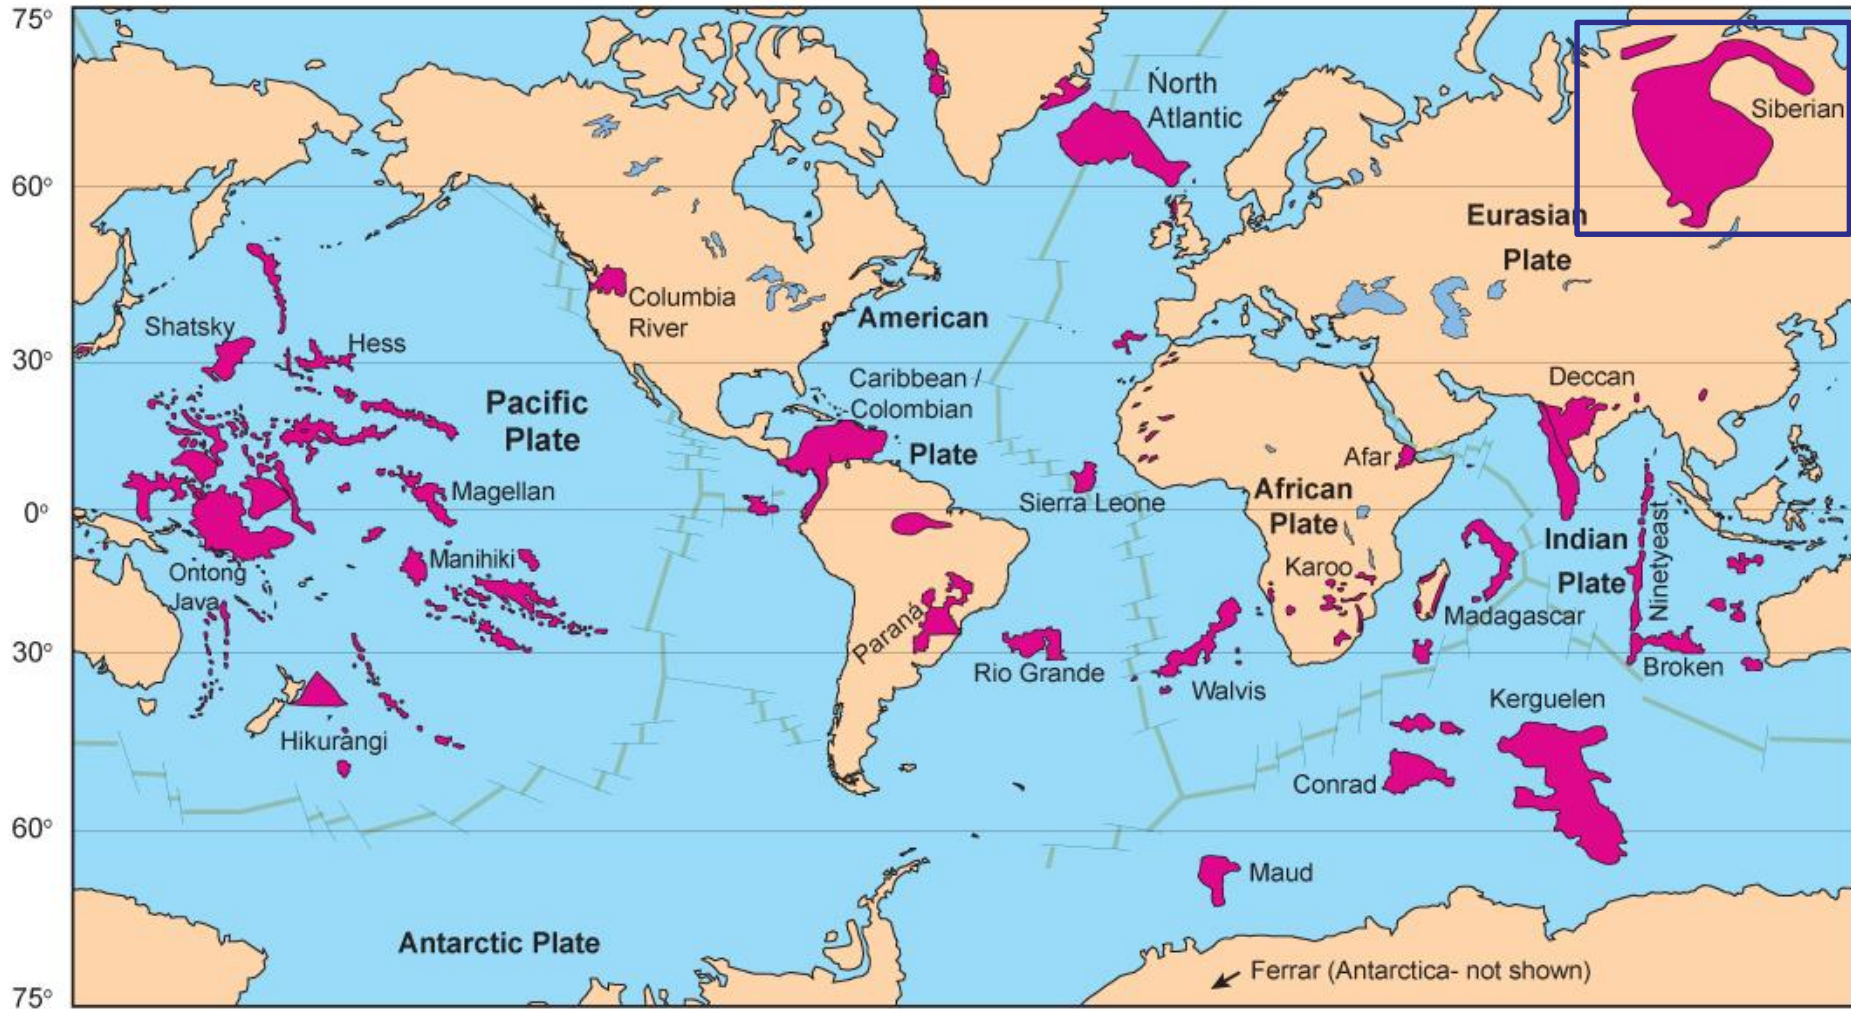 75°
North
Atlantic
Siberian
60°
Eurasian
Plate
Columbia
River
American
Shatsky
Hess
30°
Caribbean /
Colombian
Deccan
Pacific
Plate
Plate
Afar
Magellan
Sierra Leone
African
Plate
0°
Indian
Plate
Ninetyeast
Manihiki
Ontong
Java
Karoo
Madagascar
Paraná
30°
Rio Grande
Walvis
Broken
Kerguelen
Hikurangi
Conrad
60°
Maud
Antarctic Plate
Ferrar (Antarctica- not shown)
75°